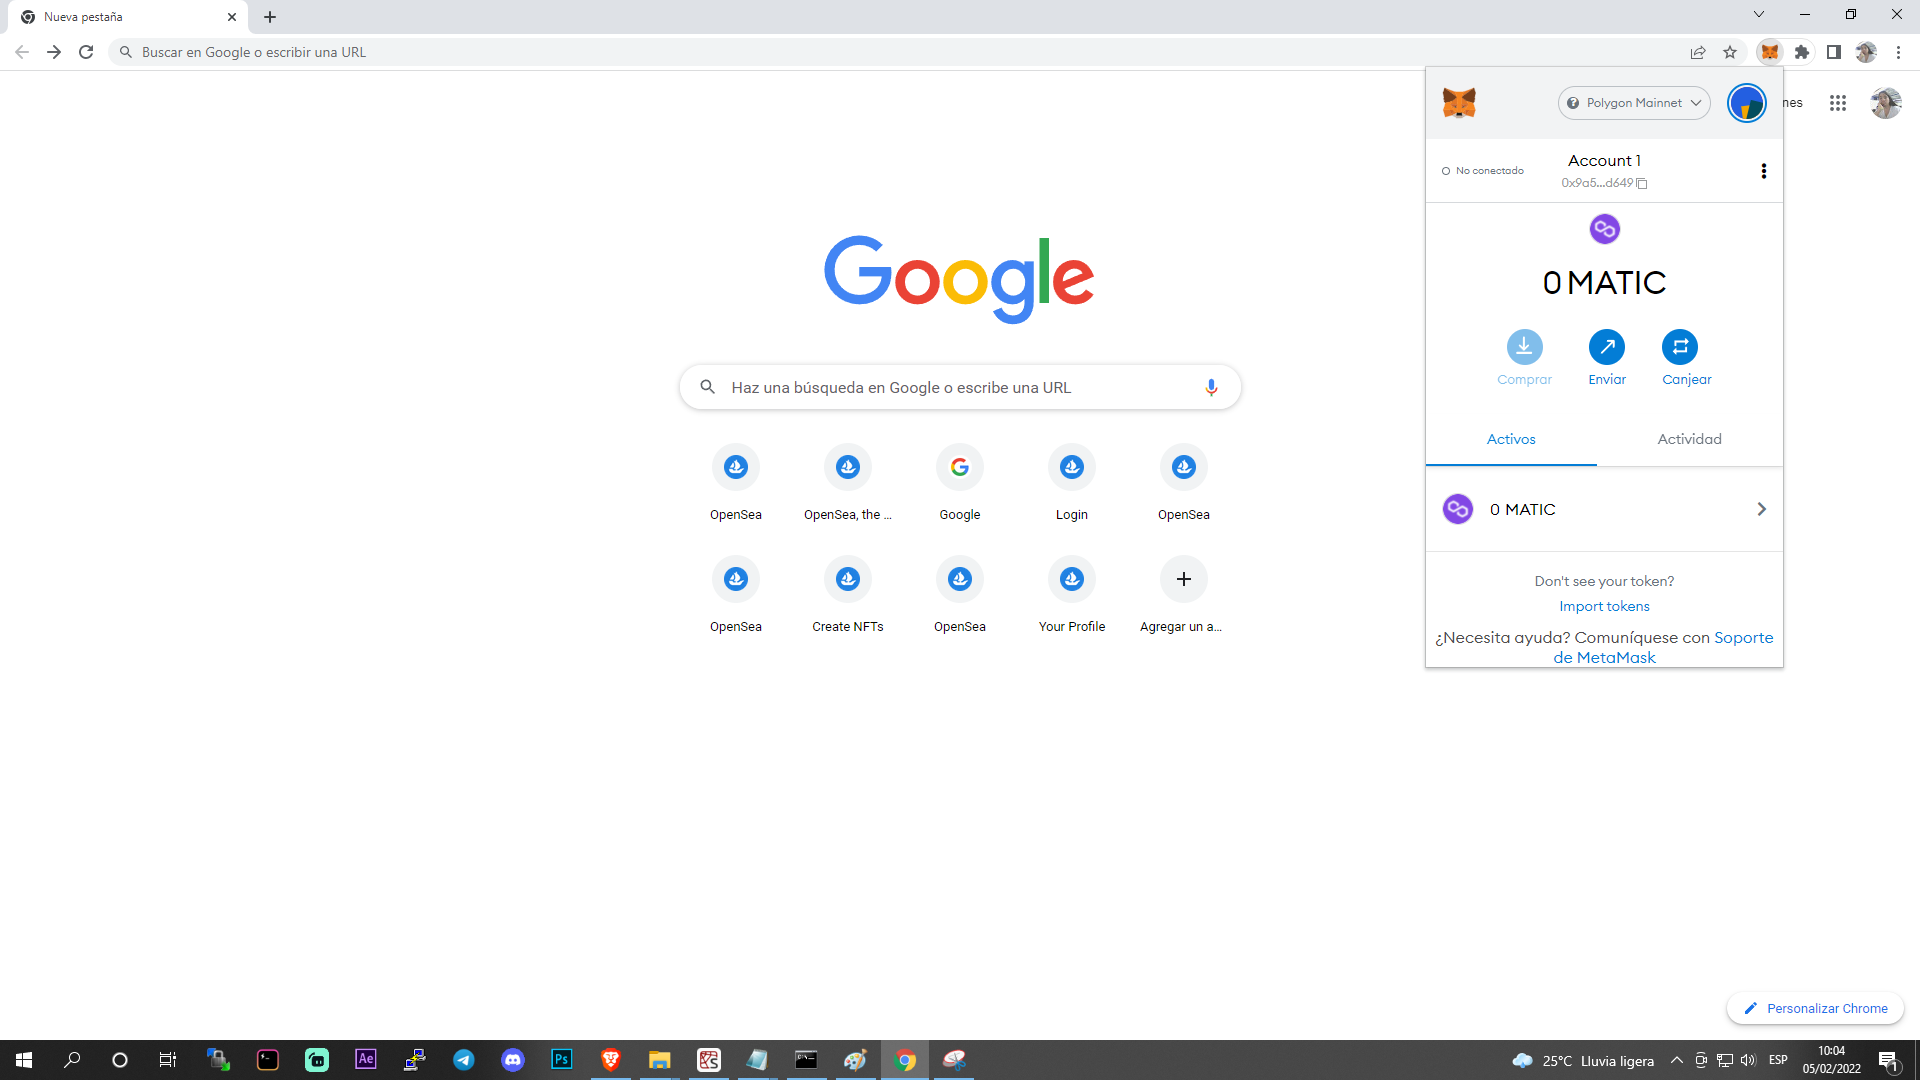 Nueva pestaña
Buscar en Google o escribir una URL
Polygon Mainnet
nes
No conectado
Account 1
0x9a5...d649
0 MATIC
Comprar
Enviar
Canjear
Activos
Actividad
0 MATIC
Don't see your token?
Import tokens
¿Necesita ayuda? Comuníquese con Soporte
de MetaMask
Google
Haz una búsqueda en Google o escribe una URL
OpenSea
OpenSea, the ...
Google
Login
OpenSea
OpenSea
Create NFTs
OpenSea
Your Profile
Agregar un a...
Personalizar Chrome
Ae
Ps
25°C Lluvia ligera
ESP
10:04
05/02/2022
1